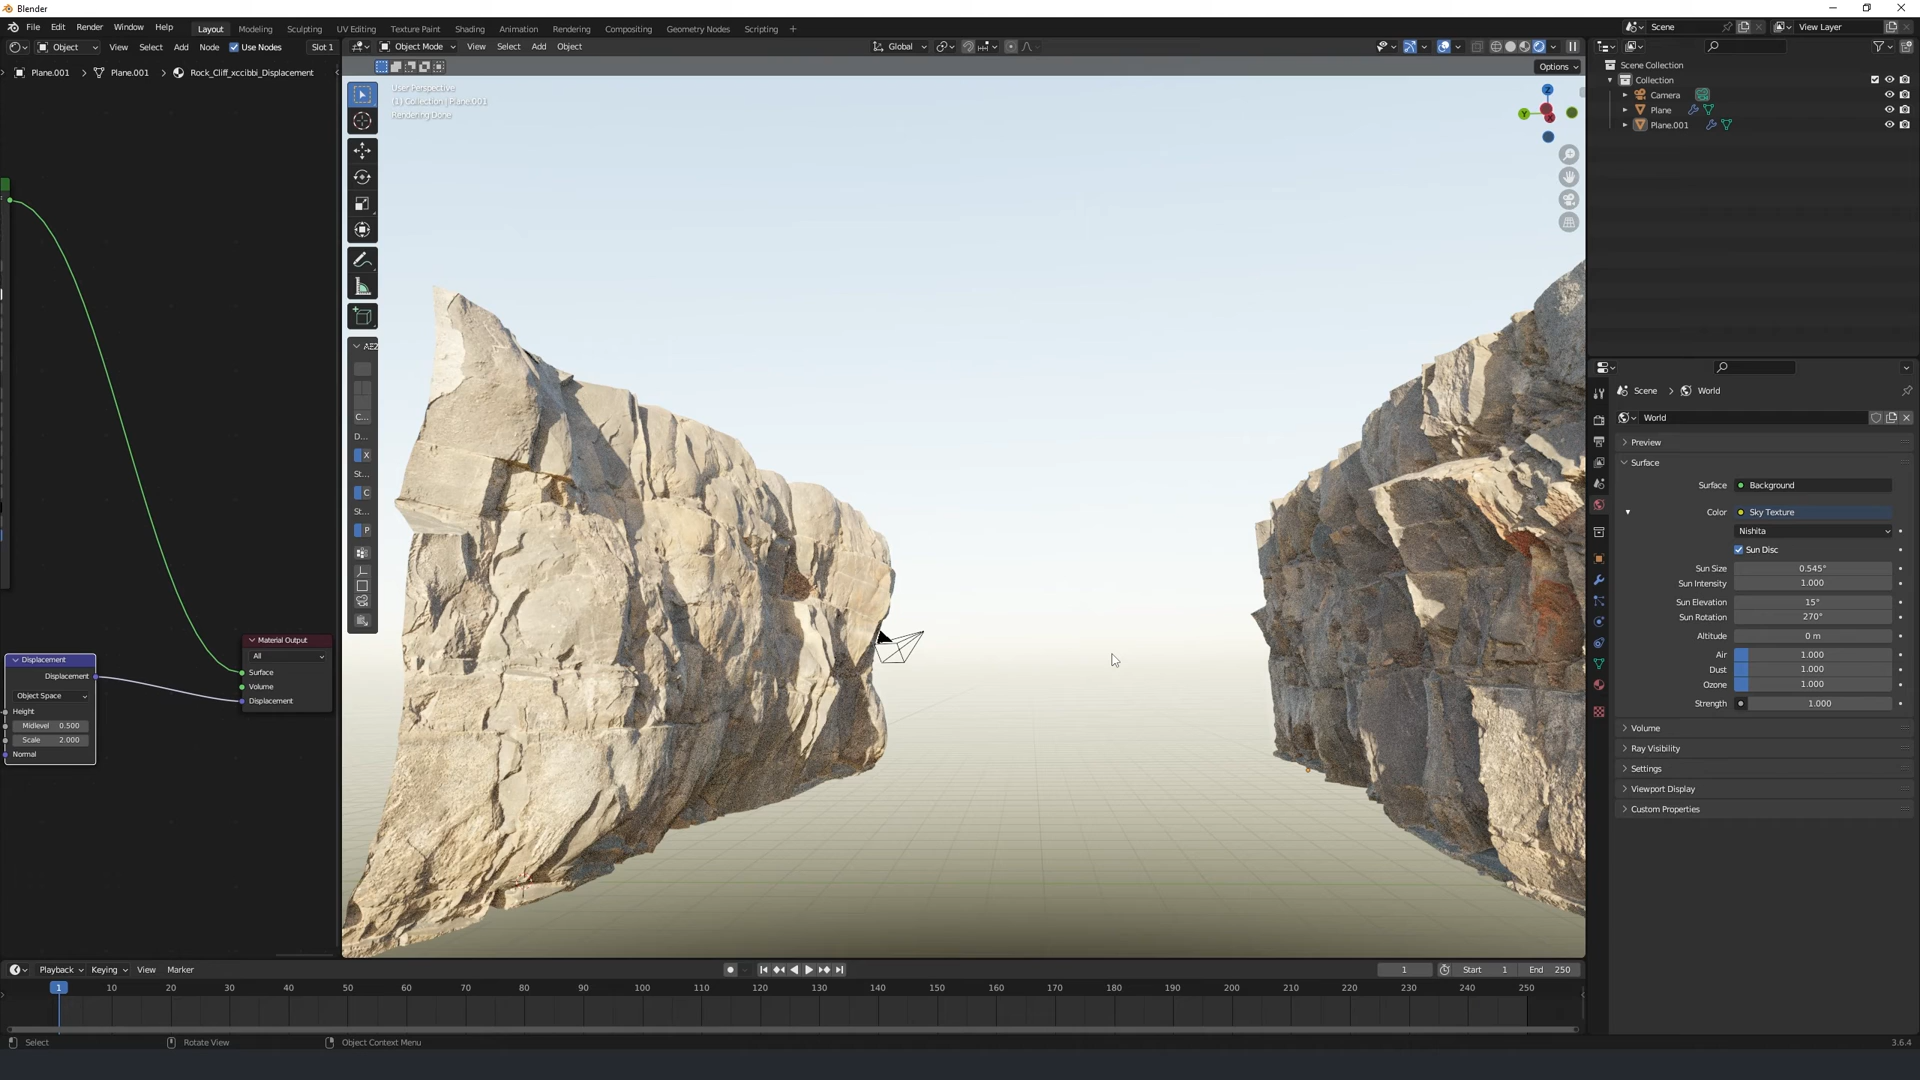 Blender
File Edit Render Window Help Layout Modeling Sculpting UV Editing Texture Paint Shading Animation Rendering Compositing Geometry Nodes Scripting + Scene View Layer
Object View Select Add Node Use Nodes Slot 1 Object Mode View Select Add Object Global
Options
Plane.001 > Plane.001 > Rock_Cliff_xccibbi_Displacement
User Perspective
(1) Collection | Plane.001
Rendering Done
Z
Y
X
Scene Collection
Collection
Camera
Plane
Plane.001
AE2
C...
D...
X
St...
C
St...
P
Material Output
All
Surface
Volume
Displacement
Displacement
Displacement
Object Space
Height
Midlevel 0.500
Scale 2.000
Normal
Scene > World
World
Preview
Surface
Surface Background
Color Sky Texture
Nishita
Sun Disc
Sun Size 0.545°
Sun Intensity 1.000
Sun Elevation 15°
Sun Rotation 270°
Altitude 0 m
Air 1.000
Dust 1.000
Ozone 1.000
Strength 1.000
Volume
Ray Visibility
Settings
Viewport Display
Custom Properties
Playback Keying View Marker 1 Start 1 End 250
1 10 20 30 40 50 60 70 80 90 100 110 120 130 140 150 160 170 180 190 200 210 220 230 240 250
Select Rotate View Object Context Menu 3.6.4